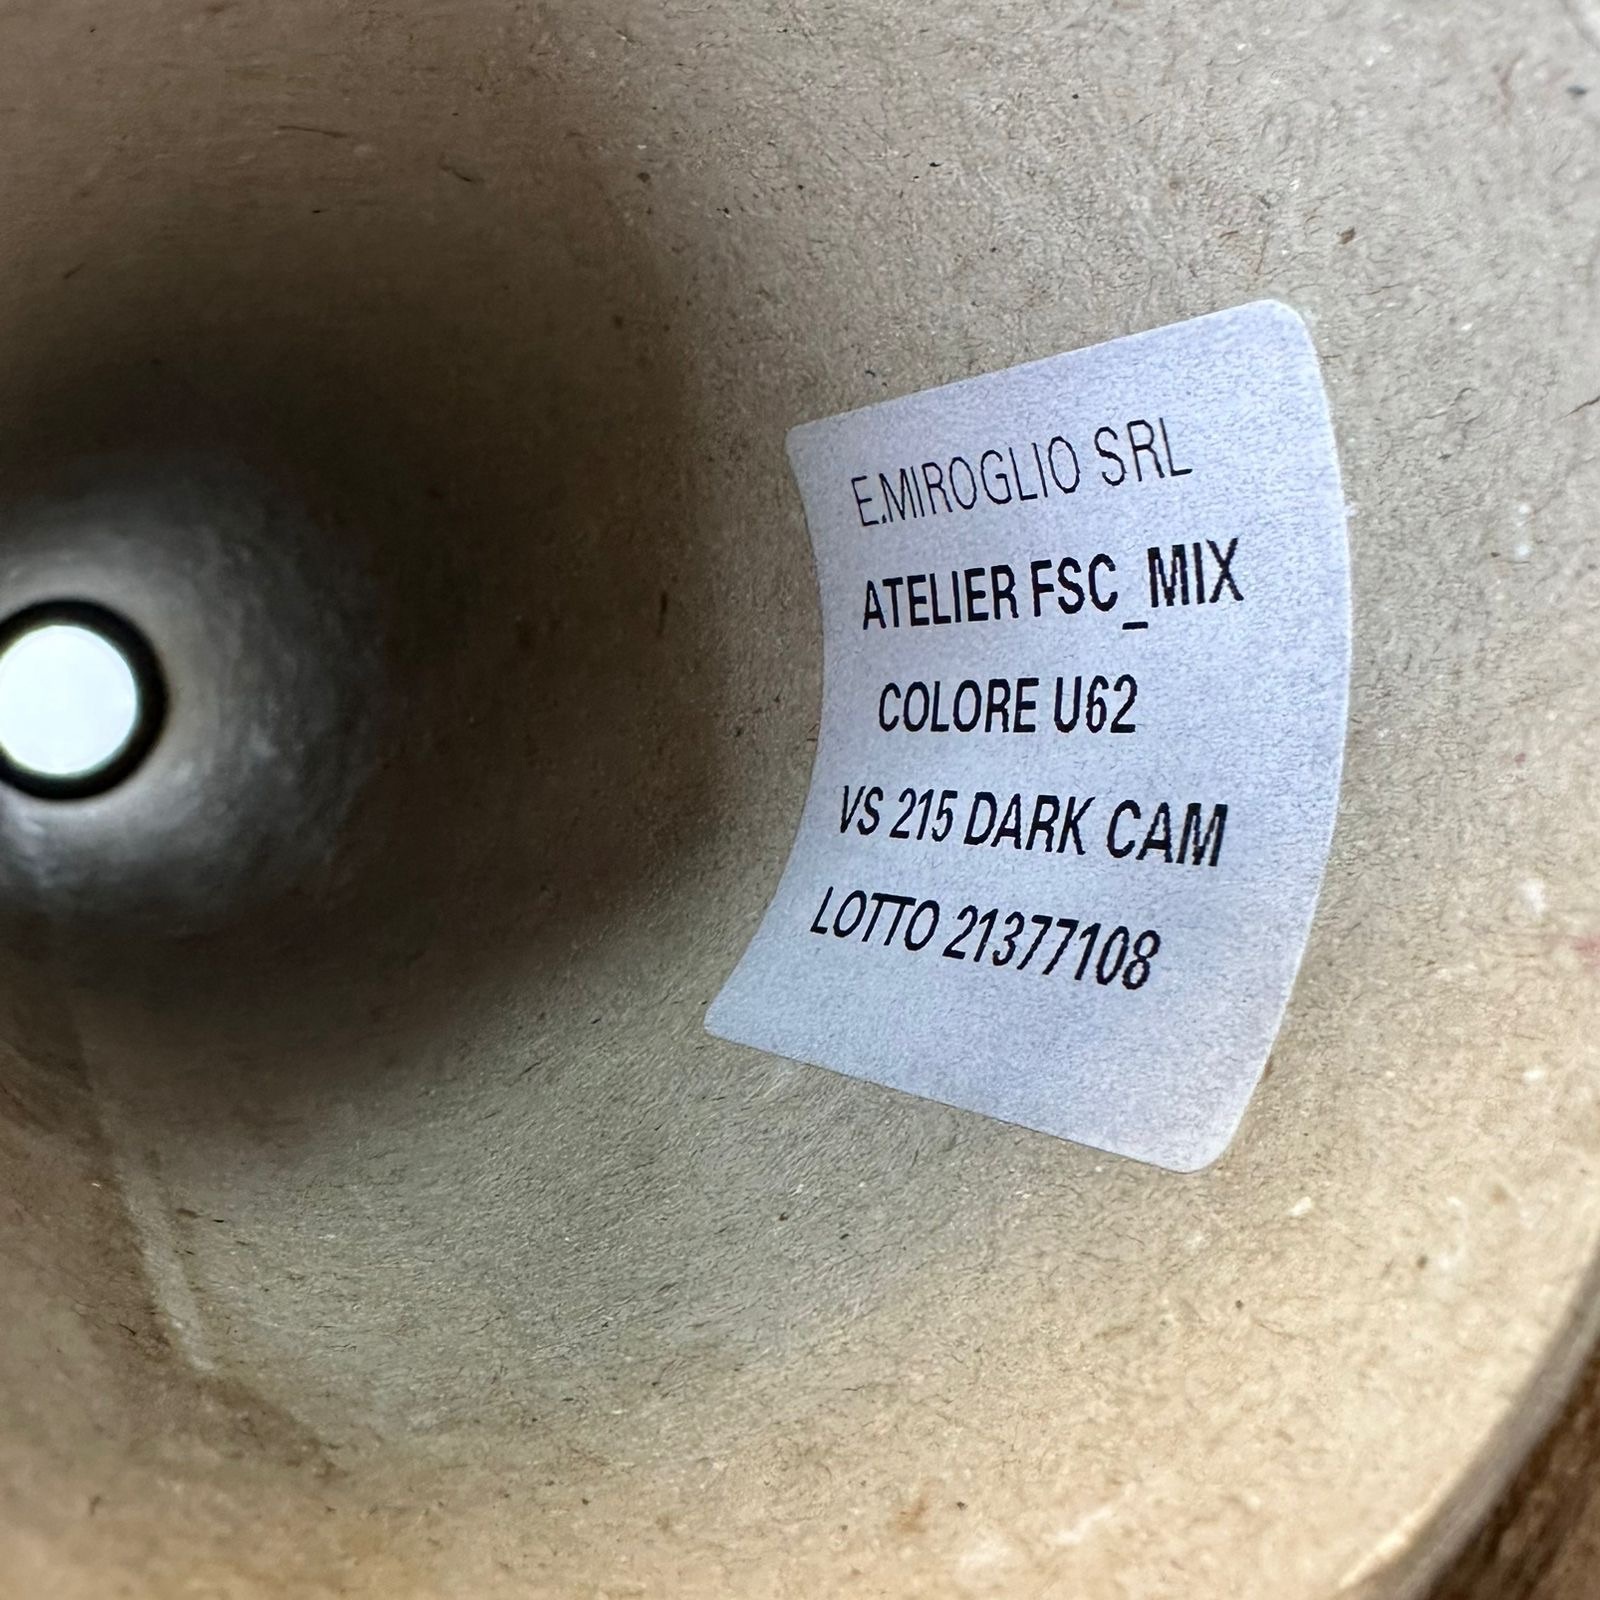 E.MIROGLIO SRL
ATELIER FSC_MIX
COLORE U62
VS 215 DARK CAM
LOTTO 21377108